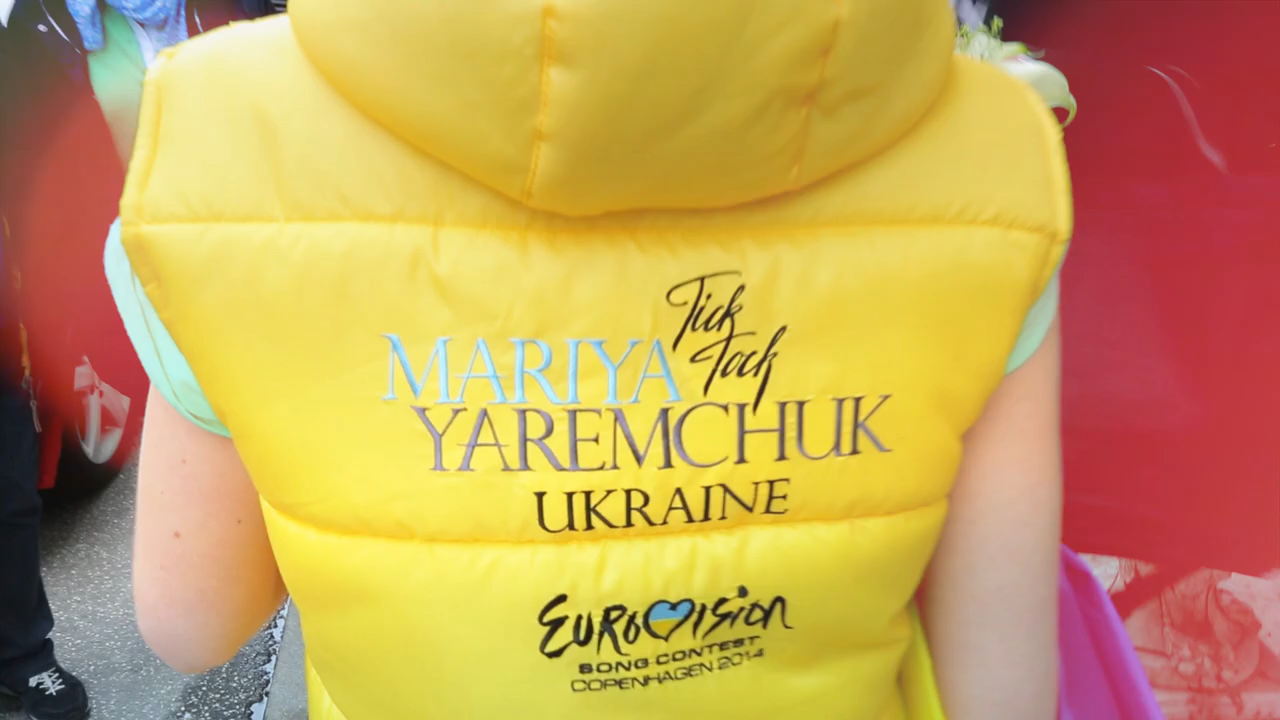 Tick
Tock
MARIYA
YAREMCHUK
UKRAINE
EUROVISION
SONG CONTEST
COPENHAGEN 2014